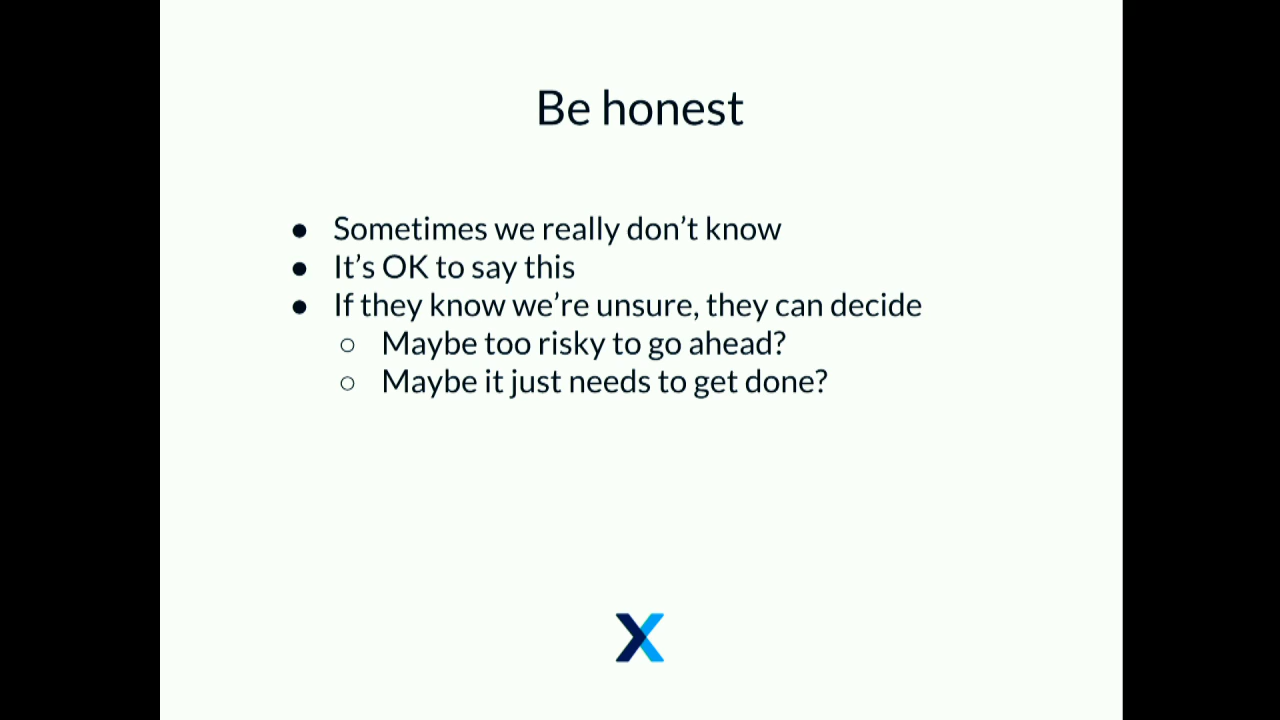 Be honest
● Sometimes we really don’t know
● It’s OK to say this
● If they know we’re unsure, they can decide
○ Maybe too risky to go ahead?
○ Maybe it just needs to get done?
X